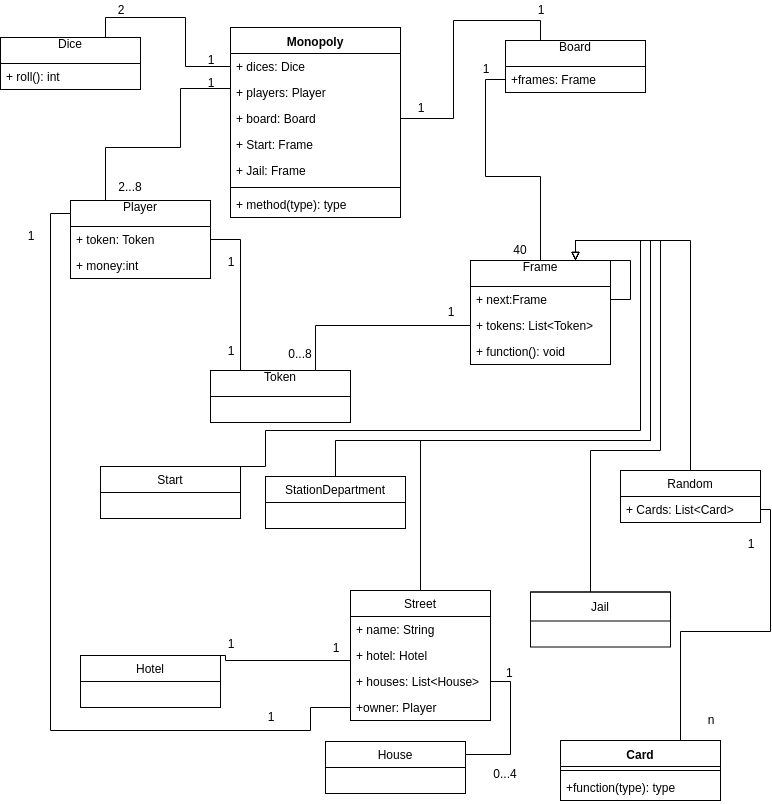 2
1
Dice
Monopoly
Board
+ roll(): int
1
+ dices: Dice
1
+frames: Frame
1
+ players: Player
1
+ board: Board
+ Start: Frame
+ Jail: Frame
2...8
+ method(type): type
Player
1
+ token: Token
40
1
+ money:int
Frame
+ next:Frame
1
+ tokens: List<Token>
1
0...8
+ function(): void
Token
Start
StationDepartment
Random
+ Cards: List<Card>
1
Street
Jail
+ name: String
1
1
+ hotel: Hotel
Hotel
1
+ houses: List<House>
1
+owner: Player
n
House
Card
0...4
+function(type): type